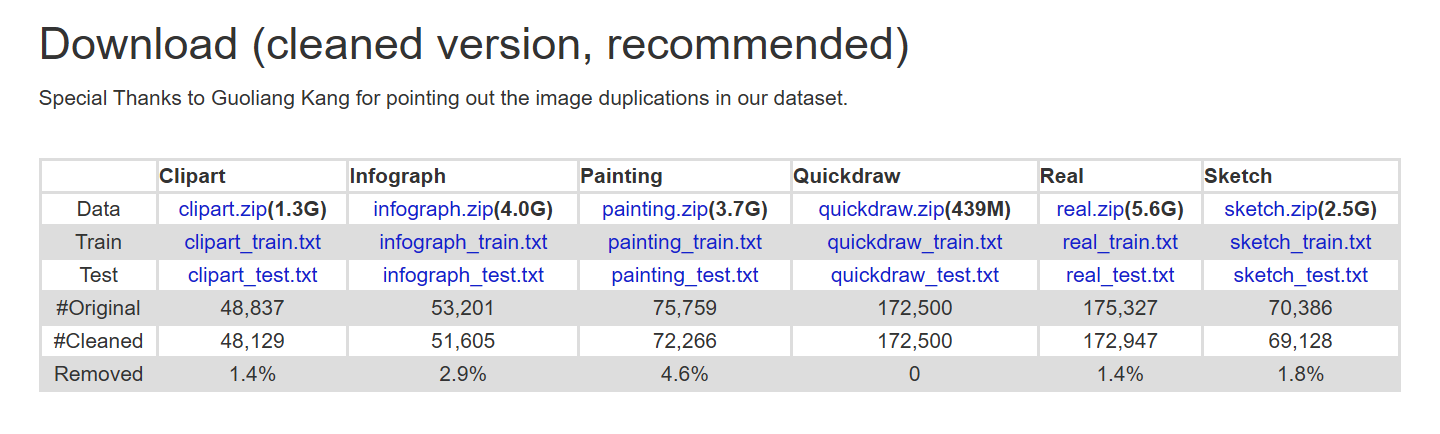 Download (cleaned version, recommended)
Special Thanks to Guoliang Kang for pointing out the image duplications in our dataset.
Clipart Infograph Painting Quickdraw Real Sketch
Data clipart.zip(1.3G) infograph.zip(4.0G) painting.zip(3.7G) quickdraw.zip(439M) real.zip(5.6G) sketch.zip(2.5G)
Train clipart_train.txt infograph_train.txt painting_train.txt quickdraw_train.txt real_train.txt sketch_train.txt
Test clipart_test.txt infograph_test.txt painting_test.txt quickdraw_test.txt real_test.txt sketch_test.txt
#Original 48,837 53,201 75,759 172,500 175,327 70,386
#Cleaned 48,129 51,605 72,266 172,500 172,947 69,128
Removed 1.4% 2.9% 4.6% 0 1.4% 1.8%